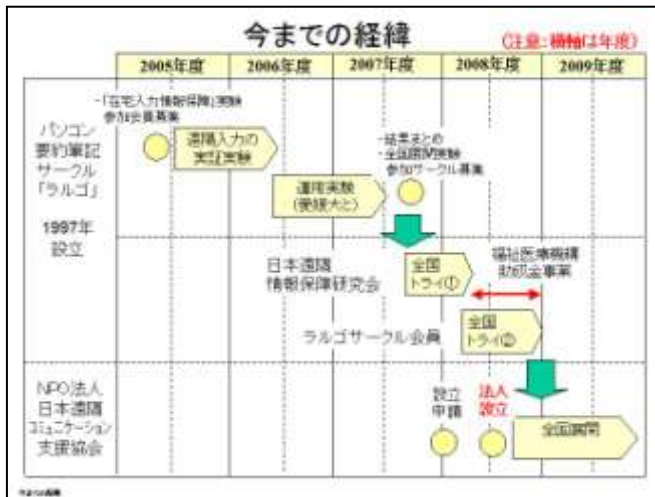 今までの経緯
(注意:横軸は年度)
2005年度
2006年度
2007年度
2008年度
2009年度
パソコン
要約筆記
サークル
「ラルゴ」
1997年
設立
・「在宅入力情報保障」実験
参加会員募集
遠隔入力の
実証実験
運用実験
(愛媛大と)
・結果まとめ
・全国展開実験
参加サークル募集
日本遠隔
情報保障研究会
全国
トライ①
福祉医療機構
助成金事業
ラルゴサークル会員
全国
トライ②
NPO法人
日本遠隔
コミュニケーション
支援協会
設立
申請
法人
設立
全国展開
今までの経緯